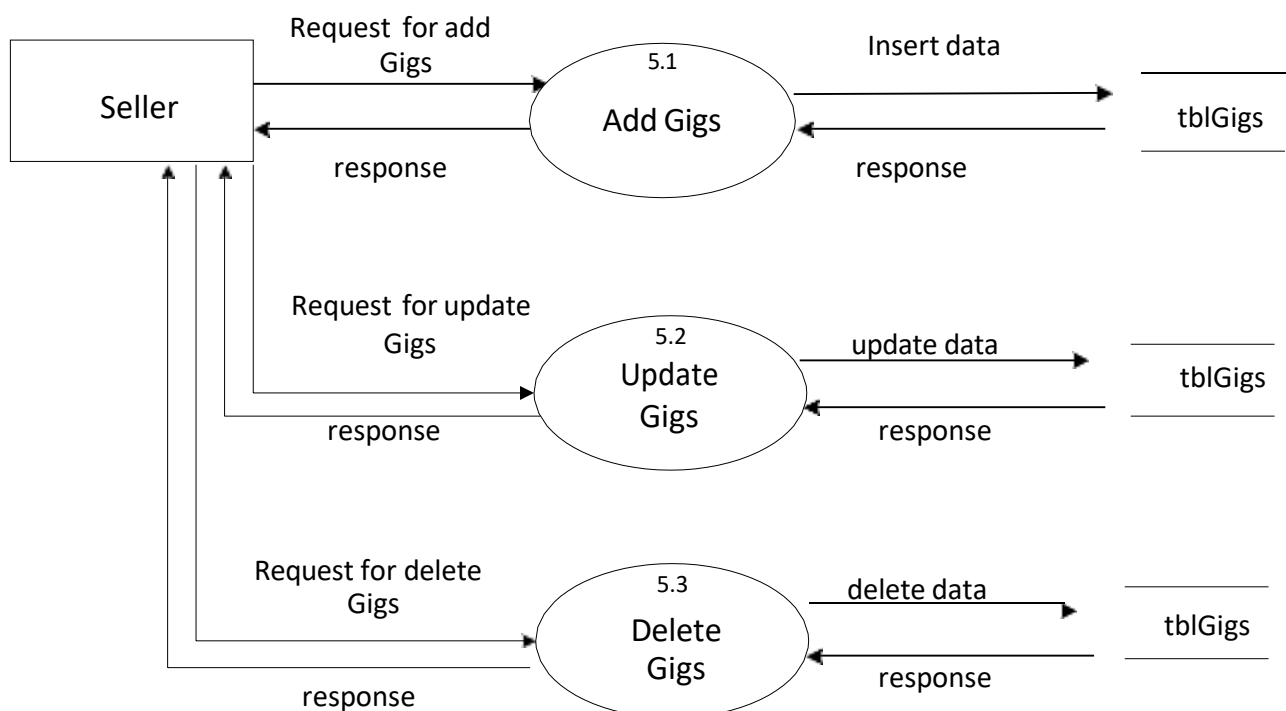 Request for add
Gigs
5.1
Insert data
Seller
Add Gigs
tblGigs
response
response
Request for update
Gigs
5.2
update data
Update
Gigs
tblGigs
response
response
Request for delete
Gigs
5.3
delete data
Delete
Gigs
tblGigs
response
response